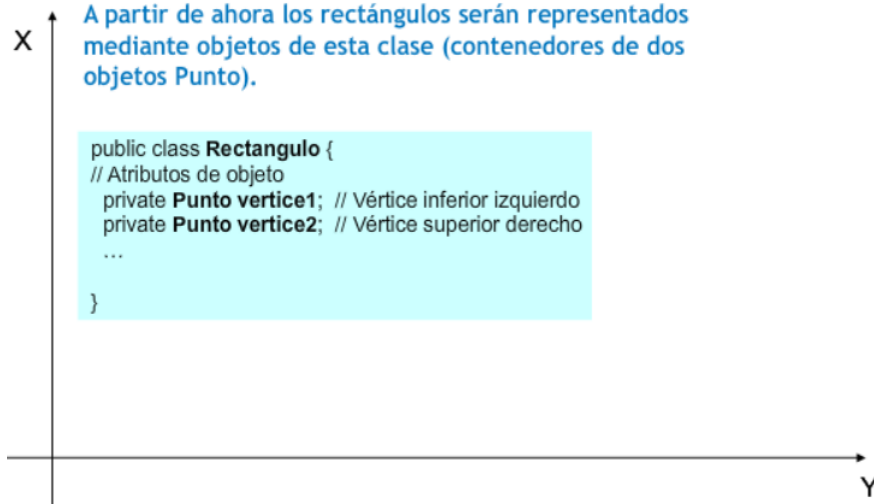 A partir de ahora los rectángulos serán representados
mediante objetos de esta clase (contenedores de dos
objetos Punto).
X
public class Rectangulo {
// Atributos de objeto
private Punto vertice1; // Vértice inferior izquierdo
private Punto vertice2; // Vértice superior derecho
...
}
Y